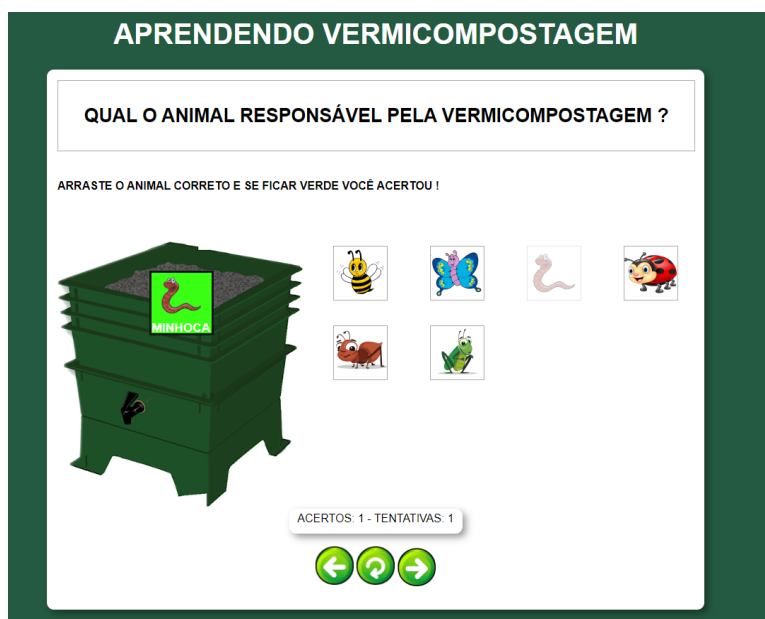 APRENDENDO VERMICOMPOSTAGEM
QUAL O ANIMAL RESPONSÁVEL PELA VERMICOMPOSTAGEM ?
ARRASTE O ANIMAL CORRETO E SE FICAR VERDE VOCÊ ACERTOU !
MINHOCA
ACERTOS: 1 - TENTATIVAS: 1